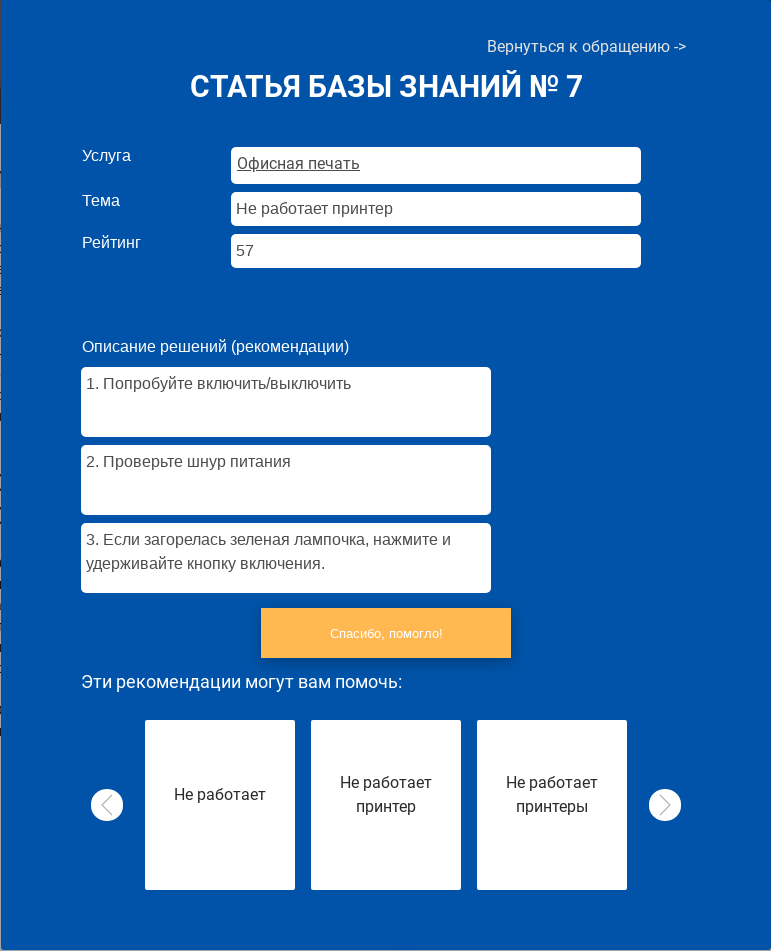 Вернуться к обращению ->
СТАТЬЯ БАЗЫ ЗНАНИЙ № 7
Услуга
Офисная печать
Тема
Не работает принтер
Рейтинг
57
Описание решений (рекомендации)
1. Попробуйте включить/выключить
2. Проверьте шнур питания
3. Если загорелась зеленая лампочка, нажмите и
удерживайте кнопку включения.
Спасибо, помогло!
Эти рекомендации могут вам помочь:
Не работает
Не работает
принтер
Не работает
принтеры